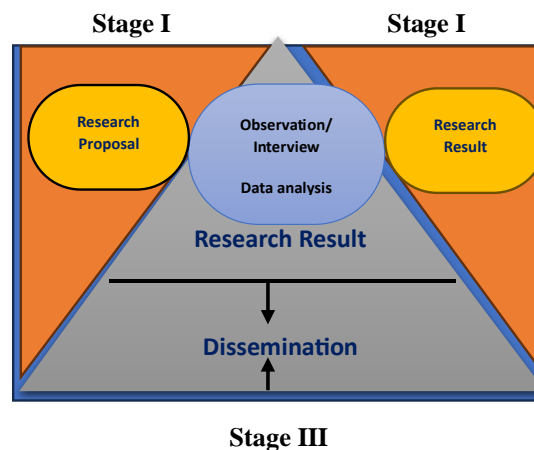 Stage I
Stage I
Research
Proposal
Observation/
Interview
Data analysis
Research
Result
Research Result
Dissemination
Stage III